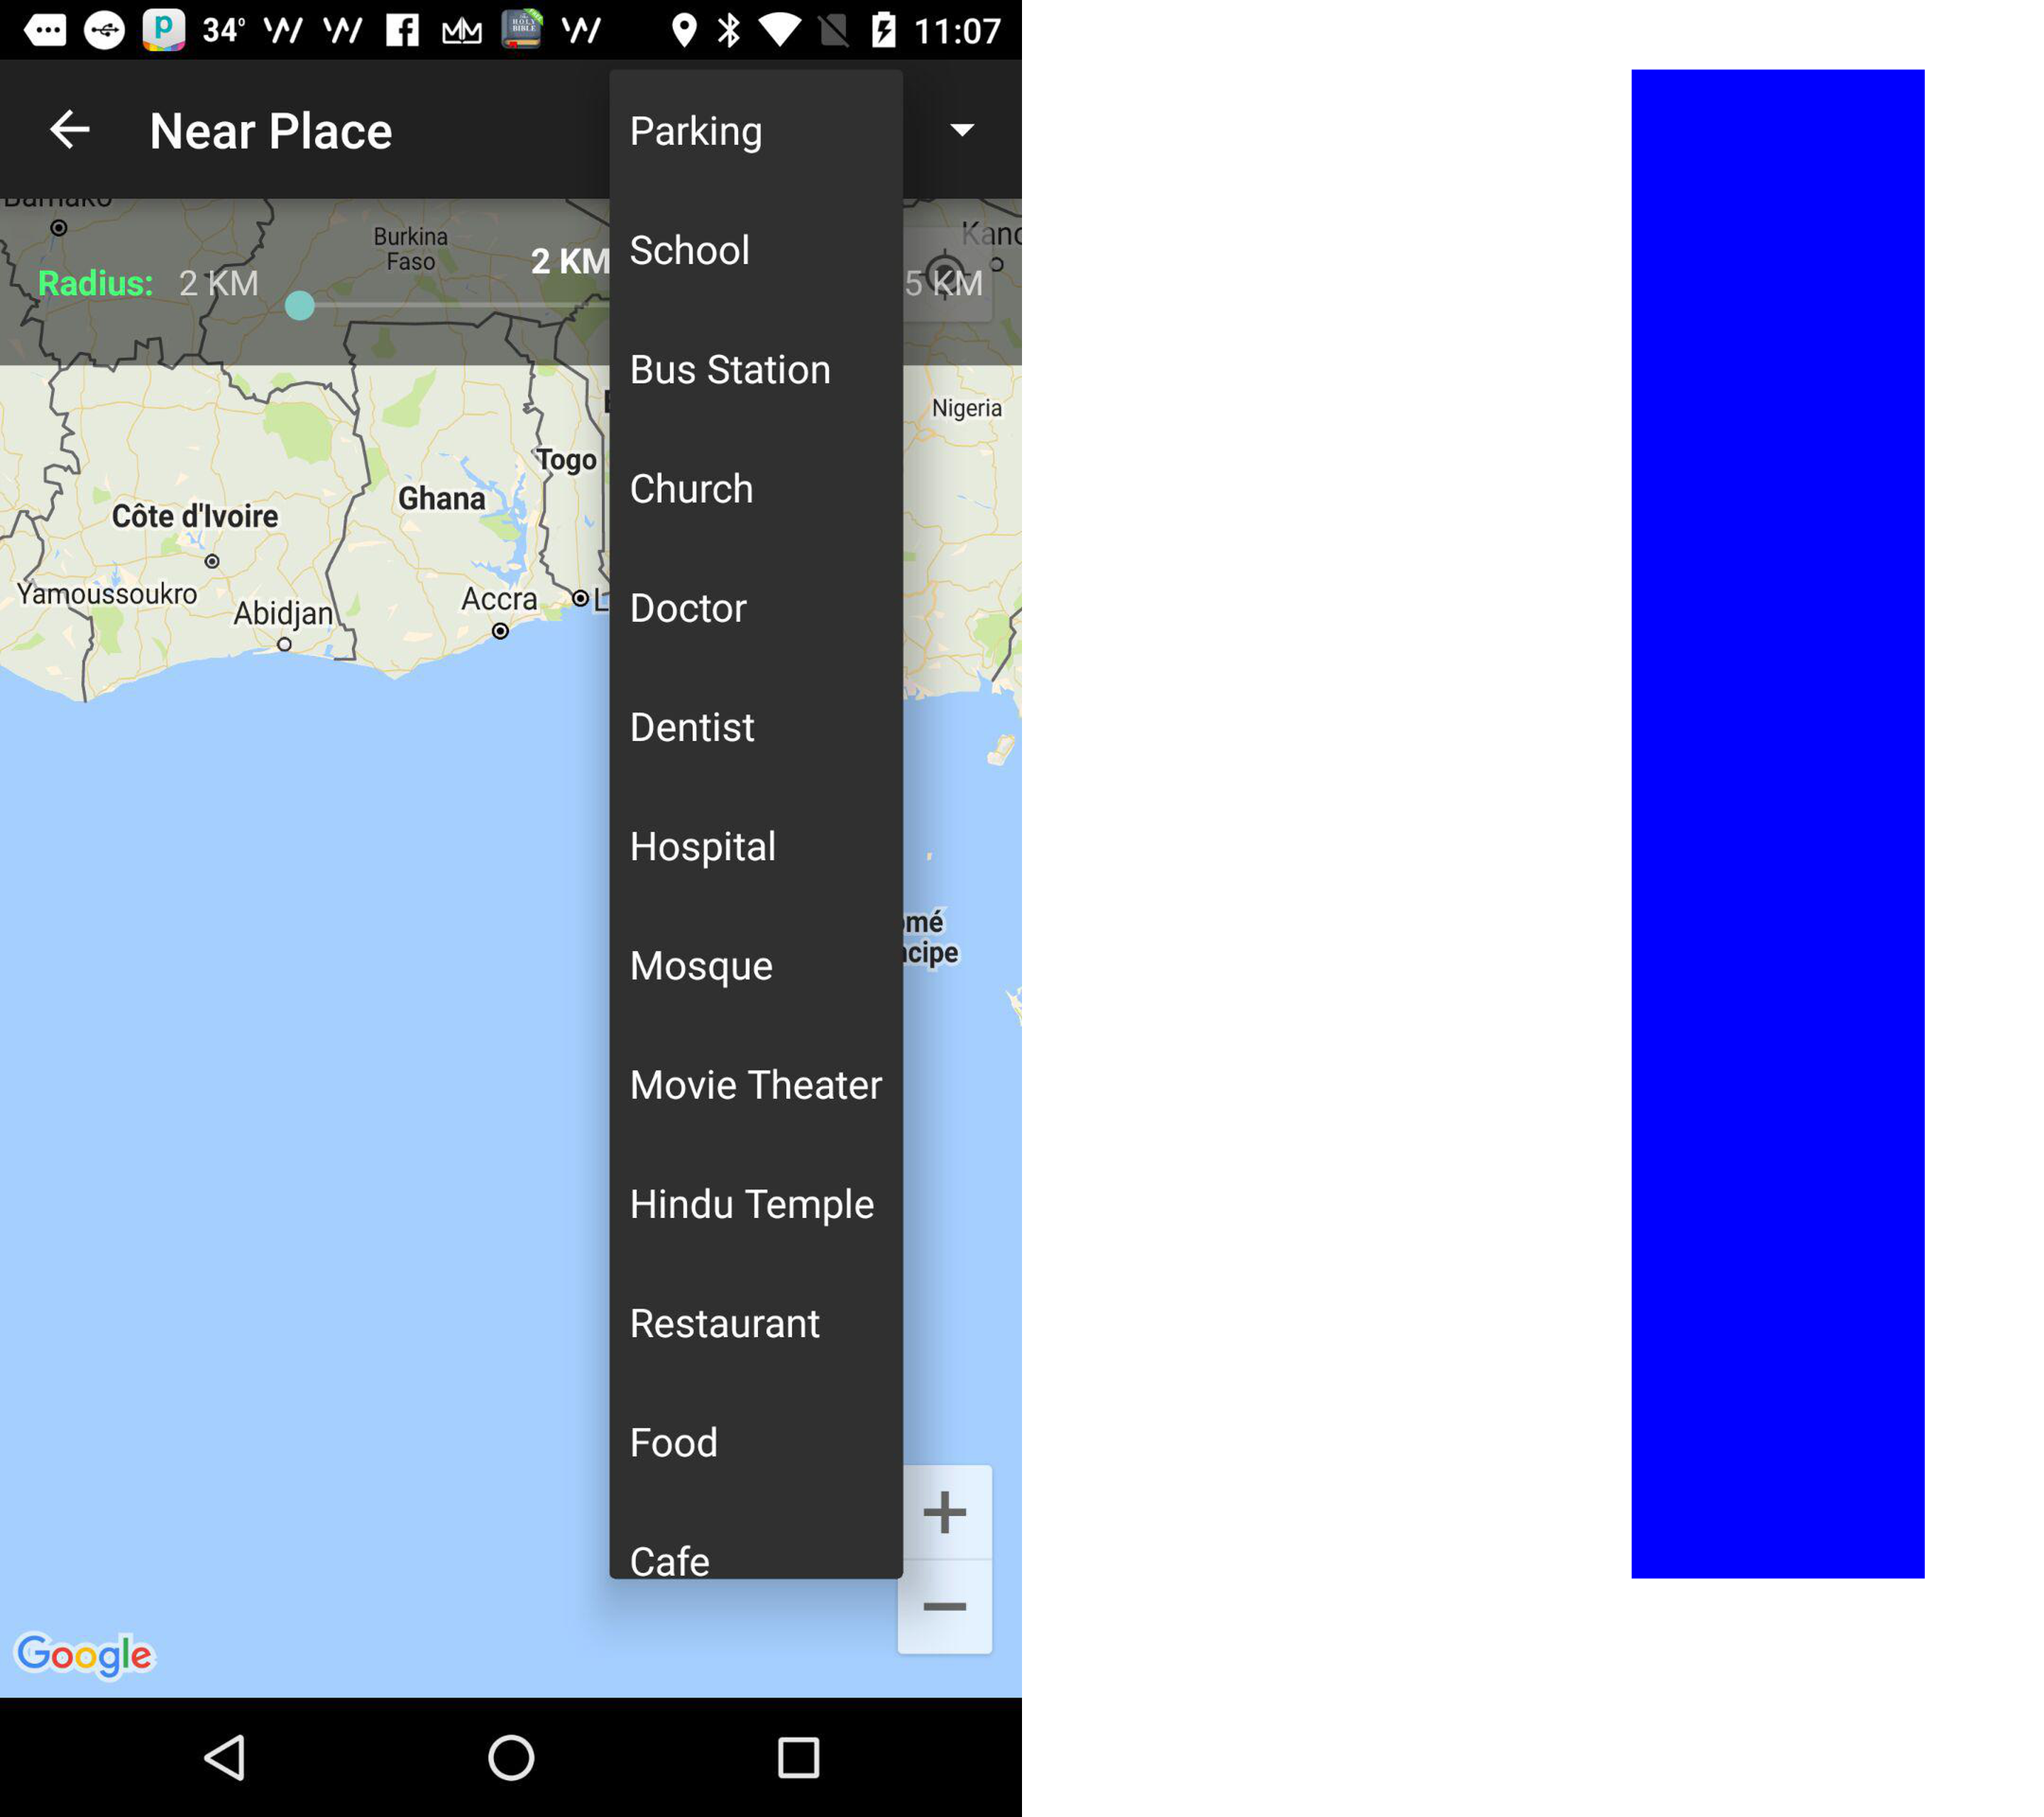 34°
11:07
Near Place
Parking
School
Bus Station
Church
Doctor
Dentist
Hospital
Mosque
Movie Theater
Hindu Temple
Restaurant
Food
Cafe
Radius:
2 KM
2 KM
5 KM
Bamako
Burkina
Faso
Kano
Nigeria
Togo
Ghana
Côte d'Ivoire
Yamoussoukro
Abidjan
Accra
Google